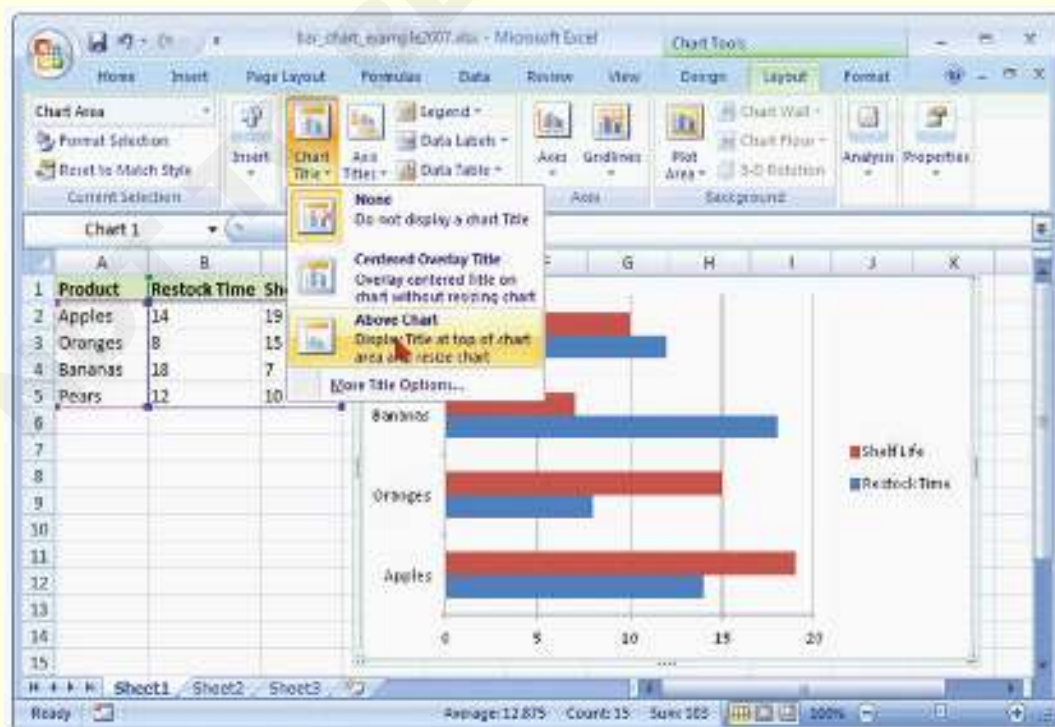 bar_chart_example2007.xlsx - Microsoft Excel
Chart Tools
Home Insert Page Layout Formulas Data Review View Design Layout Format
Chart Area
Format Selection
Reset to Match Style
Current Selection
Insert
Chart Title
Axis Titles
Legend
Data Labels
Data Table
Axes Gridlines
Axes
Plot Area
Chart Wall
Chart Floor
3-D Rotation
Background
Analysis Properties
None
Do not display a chart Title
Centered Overlay Title
Overlay centered Title on
chart without resizing chart
Above Chart
Display Title at top of chart
area and resize chart
More Title Options...
Chart 1
A B F G H I J K
1 Product Restock Time Sh
2 Apples 14 19
3 Oranges 8 15
4 Bananas 18 7
5 Pears 12 10
6
7
8
9
10
11
12
13
14
15
Bananas
Oranges
Apples
0 5 10 15 20
Shelf Life
Restock Time
Sheet1 Sheet2 Sheet3
Ready Average: 12.875 Count: 15 Sum: 103 100%